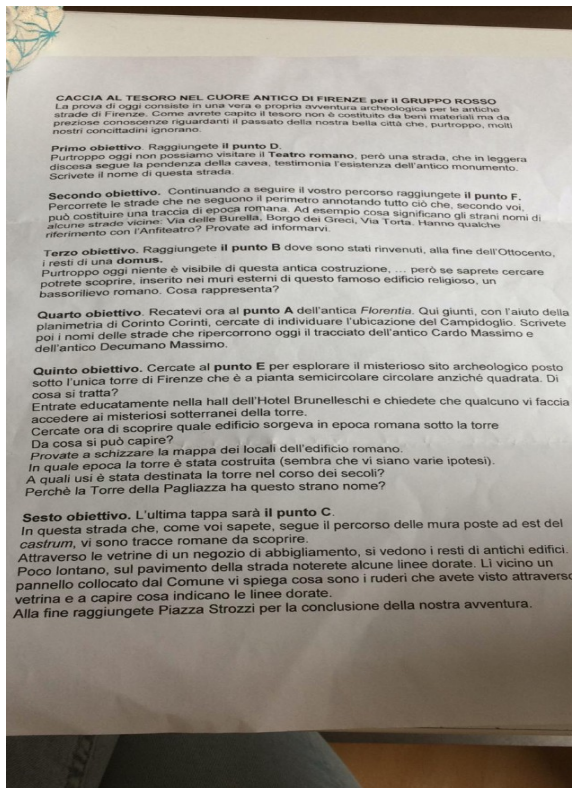 CACCIA AL TESORO NEL CUORE ANTICO DI FIRENZE per il GRUPPO ROSSO
La prova di oggi consiste in una vera e propria avventura archeologica per le antiche
strade di Firenze. Come avrete capito il tesoro non è costituito da beni materiali ma da
preziose conoscenze riguardanti il passato della nostra bella città che, purtroppo, molti
nostri concittadini ignorano.
Primo obiettivo. Raggiungete il punto D.
Purtroppo oggi non possiamo visitare il Teatro romano, però una strada, che in leggera
discesa segue la pendenza della cavea, testimonia l'esistenza dell'antico monumento.
Scrivete il nome di questa strada.
Secondo obiettivo. Continuando a seguire il vostro percorso raggiungete il punto F.
Percorrete le strade che ne seguono il perimetro annotando tutto ciò che, secondo voi,
può costituire una traccia di epoca romana. Ad esempio cosa significano gli strani nomi di
alcune strade vicine: Via delle Burella, Borgo dei Greci, Via Torta. Hanno qualche
riferimento con l'Anfiteatro? Provate ad informarvi.
Terzo obiettivo. Raggiungete il punto B dove sono stati rinvenuti, alla fine dell'Ottocento,
i resti di una domus.
Purtroppo oggi niente è visibile di questa antica costruzione, ... però se saprete cercare
potrete scoprire, inserito nei muri esterni di questo famoso edificio religioso, un
bassorilievo romano. Cosa rappresenta?
Quarto obiettivo. Recatevi ora al punto A dell'antica Florentia. Qui giunti, con l'aiuto della
planimetria di Corinto Corinti, cercate di individuare l'ubicazione del Campidoglio. Scrivete
poi i nomi delle strade che ripercorrono oggi il tracciato dell'antico Cardo Massimo e
dell'antico Decumano Massimo.
Quinto obiettivo. Cercate al punto E per esplorare il misterioso sito archeologico posto
sotto l'unica torre di Firenze che è a pianta semicircolare circolare anziché quadrata. Di
cosa si tratta?
Entrate educatamente nella hall dell'Hotel Brunelleschi e chiedete che qualcuno vi faccia
accedere ai misteriosi sotterranei della torre.
Cercate ora di scoprire quale edificio sorgeva in epoca romana sotto la torre
Da cosa si può capire?
Provate a schizzare la mappa dei locali dell'edificio romano.
In quale epoca la torre è stata costruita (sembra che vi siano varie ipotesi).
A quali usi è stata destinata la torre nel corso dei secoli?
Perchè la Torre della Pagliazza ha questo strano nome?
Sesto obiettivo. L'ultima tappa sarà il punto C.
In questa strada che, come voi sapete, segue il percorso delle mura poste ad est del
castrum, vi sono tracce romane da scoprire.
Attraverso le vetrine di un negozio di abbigliamento, si vedono i resti di antichi edifici.
Poco lontano, sul pavimento della strada noterete alcune linee dorate. Lì vicino un
pannello collocato dal Comune vi spiega cosa sono i ruderi che avete visto attraverso
vetrina e a capire cosa indicano le linee dorate.
Alla fine raggiungete Piazza Strozzi per la conclusione della nostra avventura.